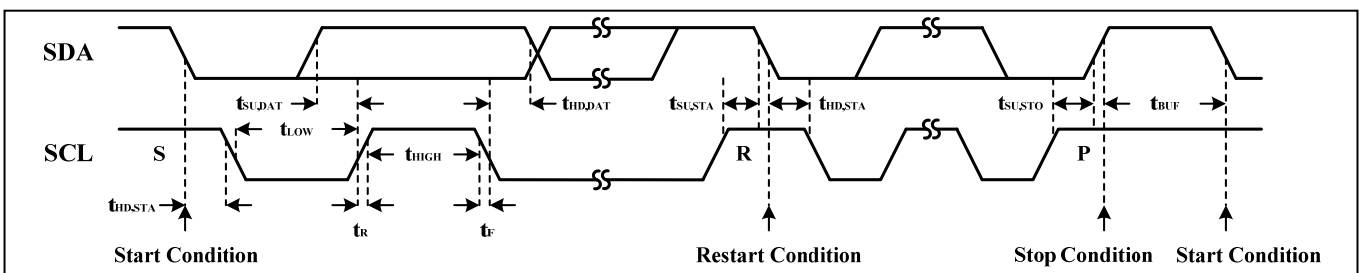 SDA
tSU,DAT tHD,DAT tSU,STA tHD,STA tSU,STO tBUF
tLOW
SCL S tHIGH R P
tHD,STA
tR tF
Start Condition Restart Condition Stop Condition Start Condition